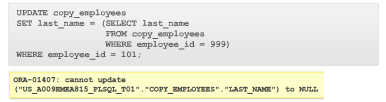 UPDATE copy_employees
SET last_name = (SELECT last_name
FROM copy_employees
WHERE employee_id = 999)
WHERE employee_id = 101;
ORA-01407: cannot update
("US_A009EMEA815_PLSQL_T01"."COPY_EMPLOYEES"."LAST_NAME") to NULL